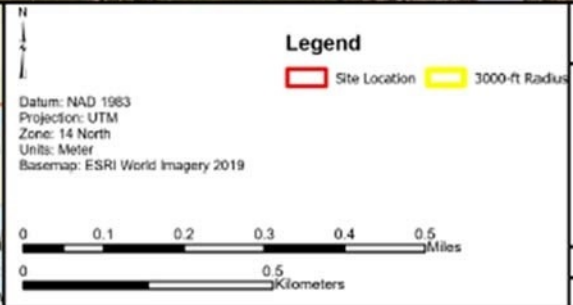 N
Legend
Site Location 3000-ft Radius
Datum: NAD 1983
Projection: UTM
Zone: 14 North
Units: Meter
Basemap: ESRI World Imagery 2019
0 0.1 0.2 0.3 0.4 0.5
Miles
0 0.5
Kilometers